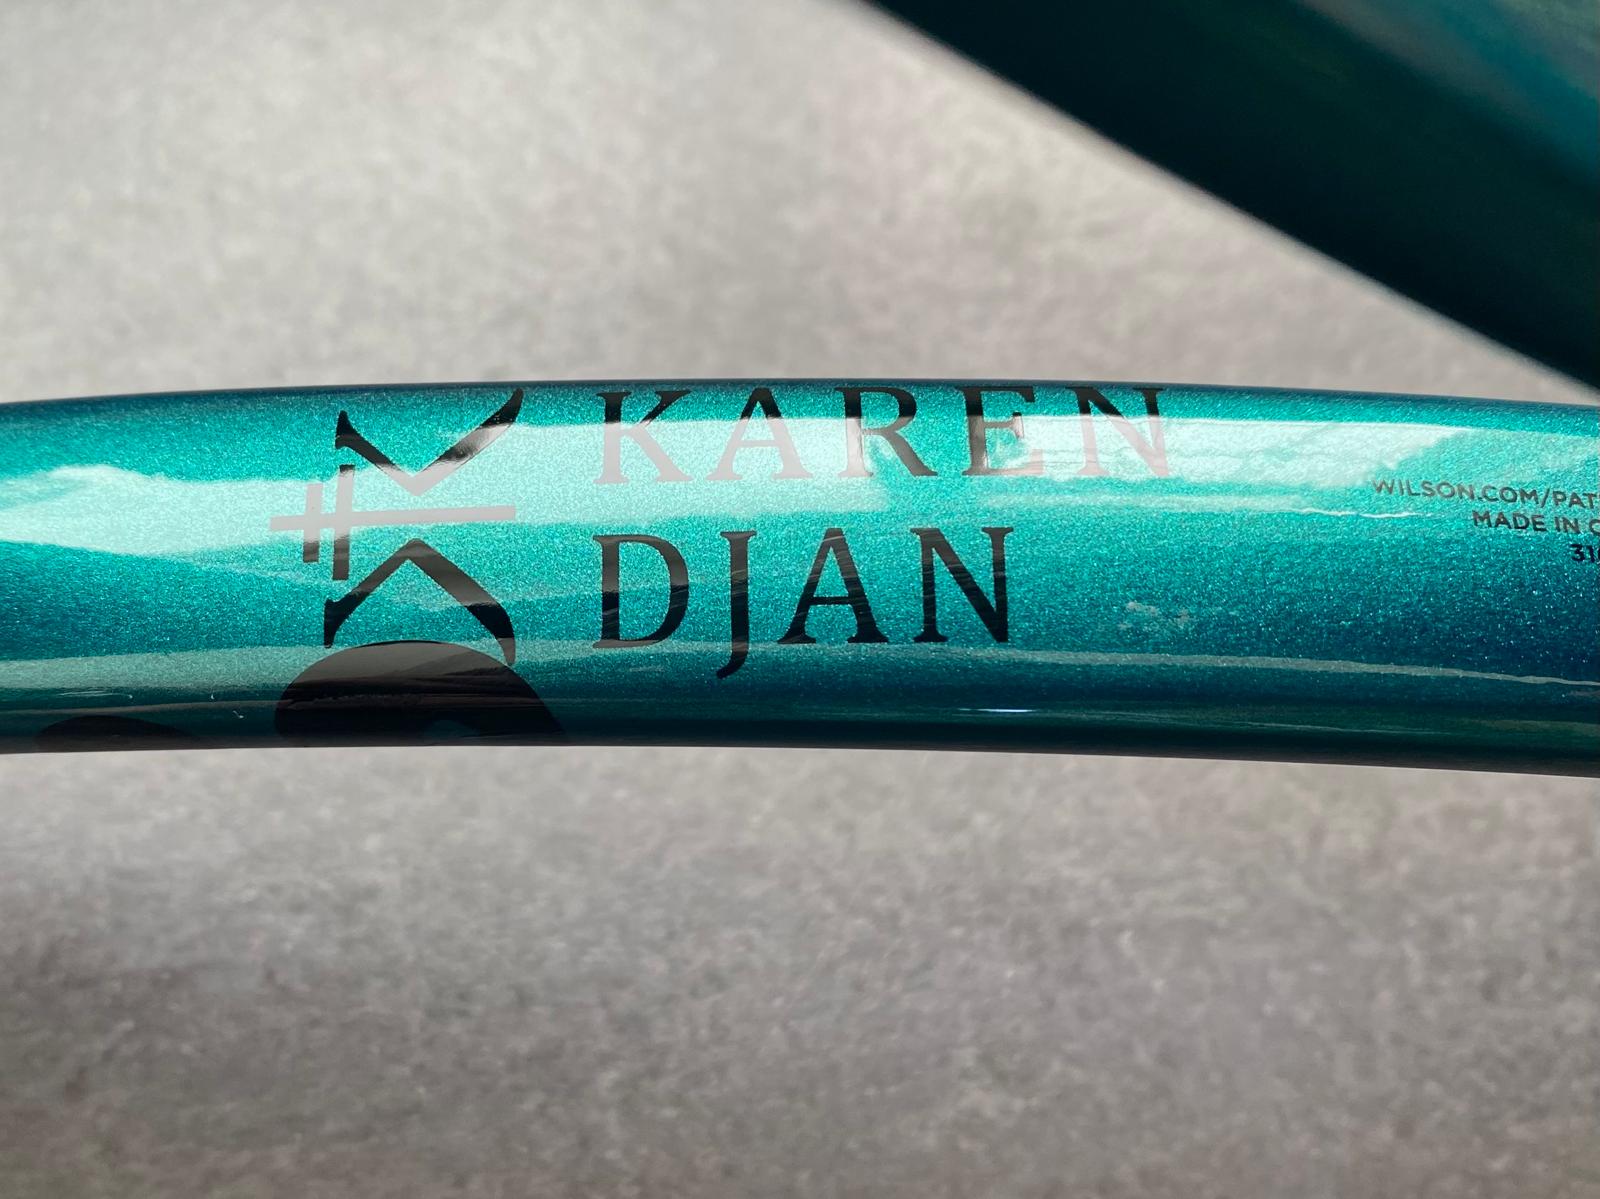 KAREN
DJAN
WILSON.COM/PAT
MADE IN